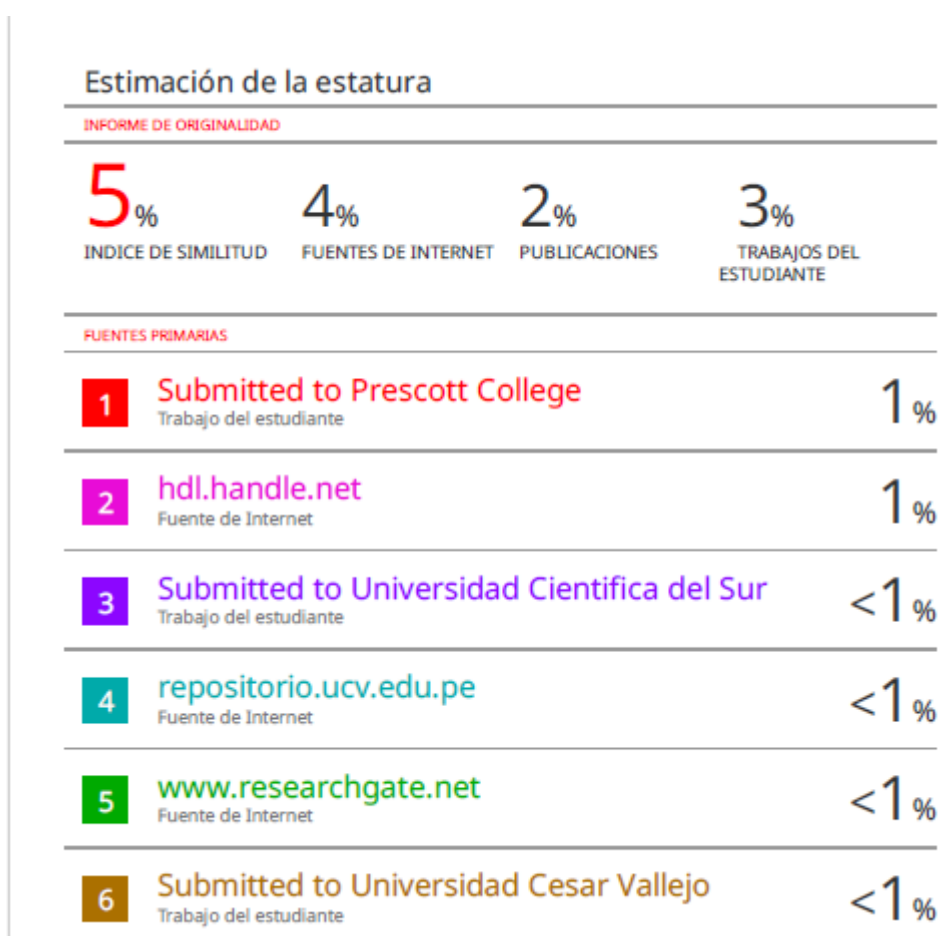 Estimación de la estatura
INFORME DE ORIGINALIDAD
5% 4% 2% 3%
INDICE DE SIMILITUD FUENTES DE INTERNET PUBLICACIONES TRABAJOS DEL
ESTUDIANTE
FUENTES PRIMARIAS
1 Submitted to Prescott College 1%
Trabajo del estudiante
2 hdl.handle.net 1%
Fuente de Internet
3 Submitted to Universidad Cientifica del Sur <1%
Trabajo del estudiante
4 repositorio.ucv.edu.pe <1%
Fuente de Internet
5 www.researchgate.net <1%
Fuente de Internet
6 Submitted to Universidad Cesar Vallejo <1%
Trabajo del estudiante